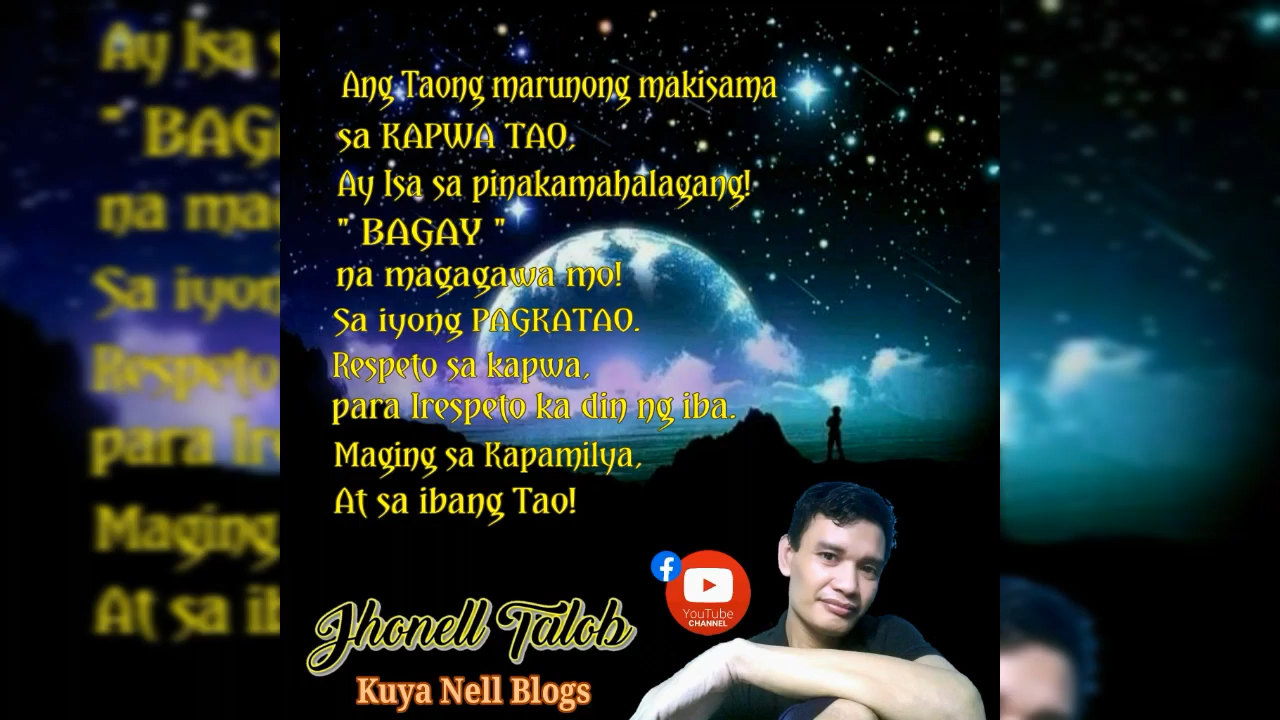 Ang Taong marunong makisama
sa KAPWA TAO,
Ay Isa sa pinakamahalagang!
" BAGAY "
na magagawa mo!
Sa iyong PAGKATAO.
Respeto sa kapwa,
para Irespeto ka din ng iba.
Maging sa Kapamilya,
At sa ibang Tao!
YouTube
CHANNEL
Jhonell Talob
Kuya Nell Blogs